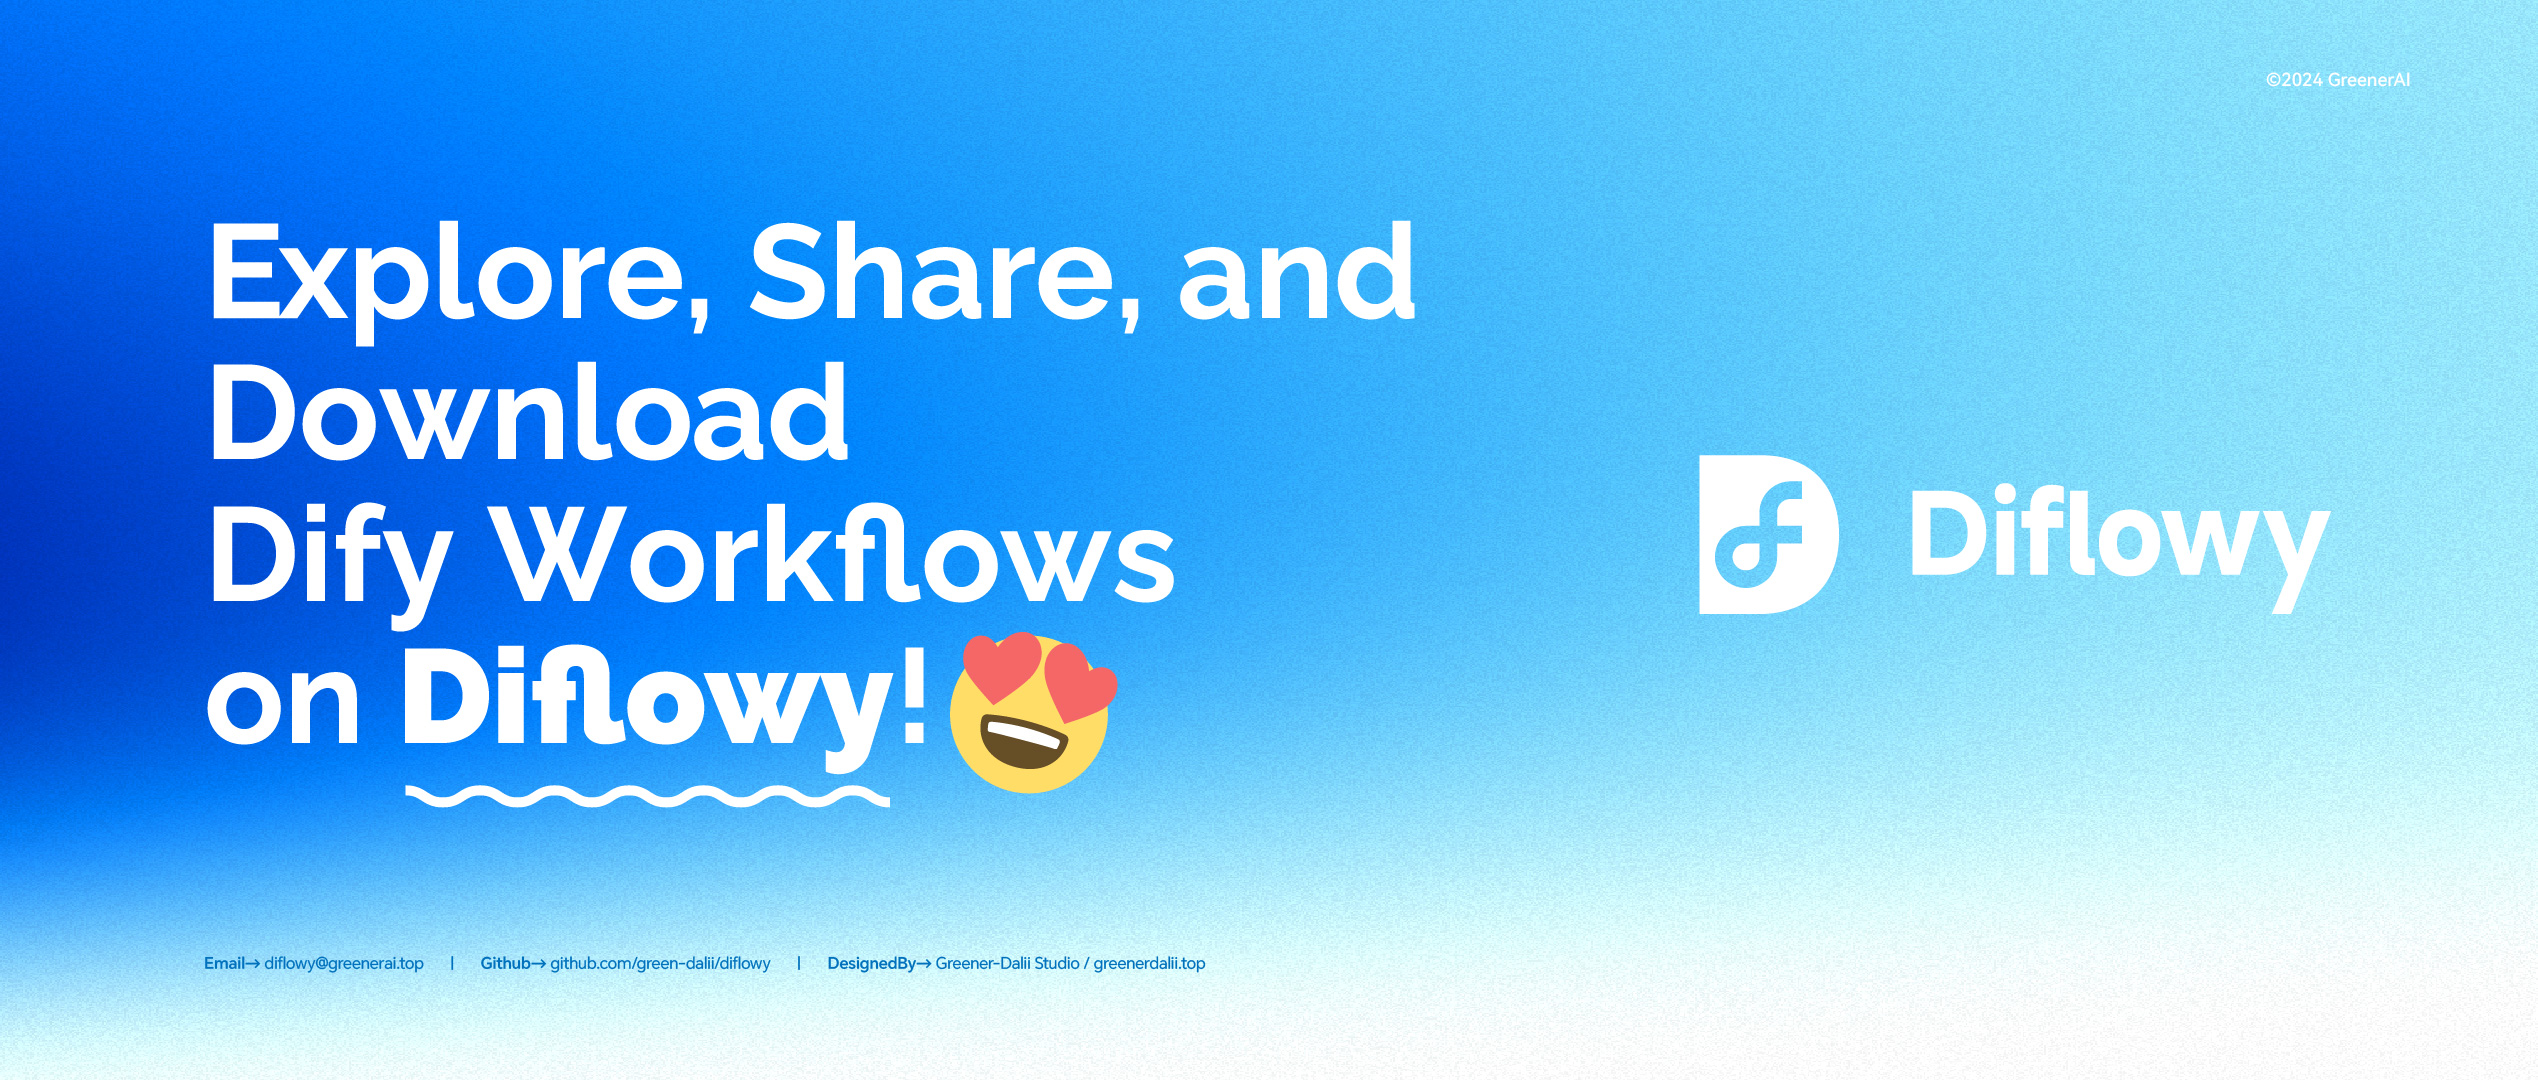 ©2024 GreenerAI
Explore, Share, and
Download
Dify Workflows
on Diflowy!
Diflowy
Email→ diflowy@greenerai.top | Github→ github.com/green-dalii/diflowy | DesignedBy→ Greener-Dalii Studio / greenerdalii.top